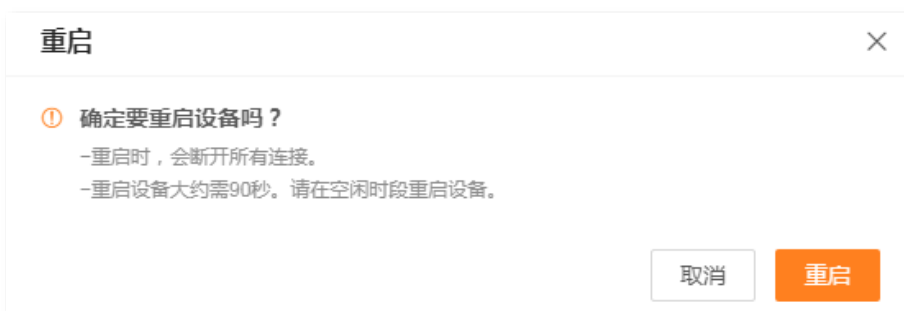 重启
确定要重启设备吗？
-重启时，会断开所有连接。
-重启设备大约需90秒。请在空闲时段重启设备。
取消
重启